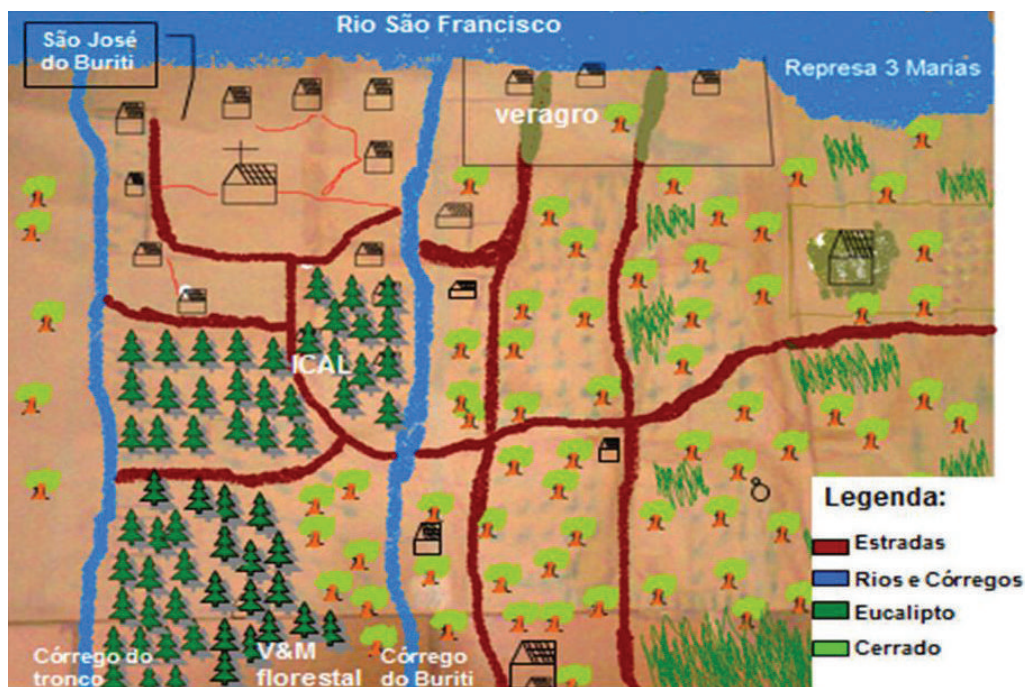 Rio São Francisco
São José
do Buriti
Represa 3 Marias
veragro
ICAL
Legenda:
Estradas
Rios e Córregos
Eucalipto
Cerrado
Córrego do
tronco
V&M
florestal
Córrego
do Buriti